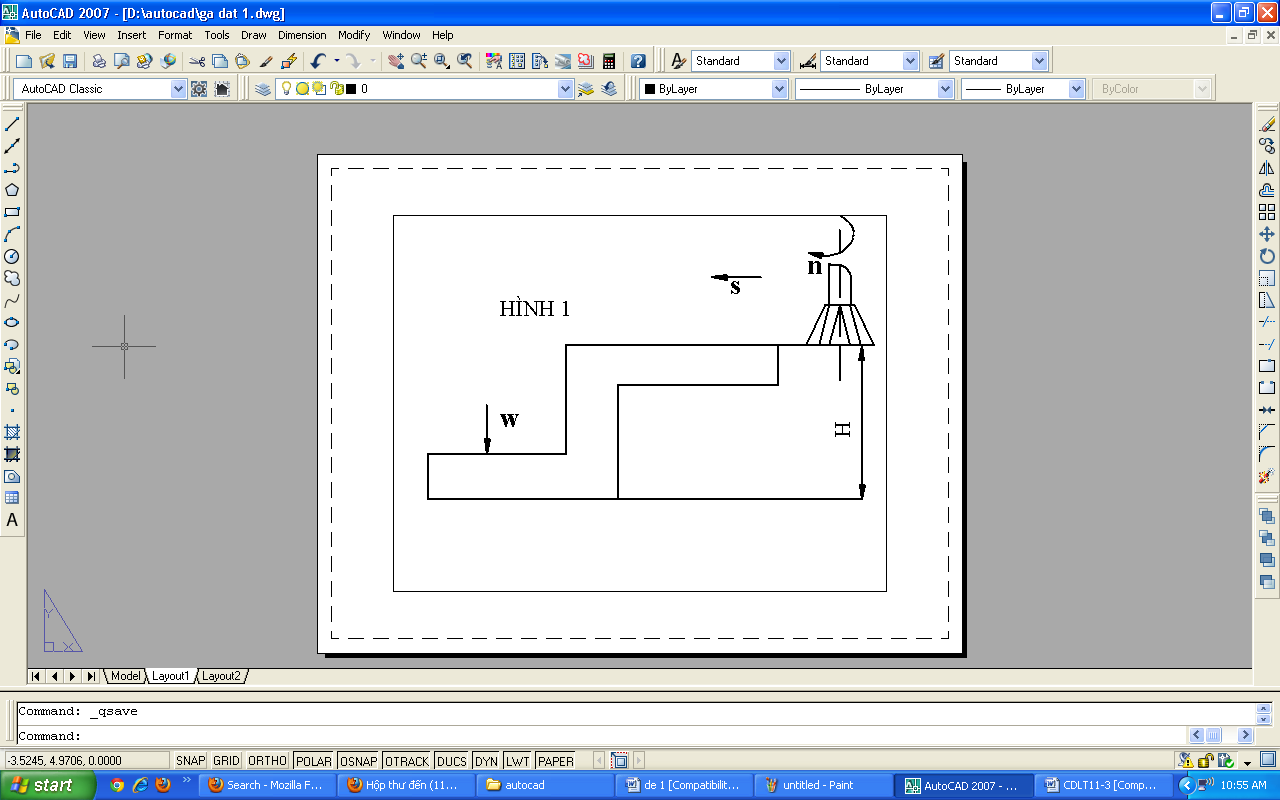 AutoCAD 2007 - [D:\autocad\ga dat 1.dwg]
File Edit View Insert Format Tools Draw Dimension Modify Window Help
Standard Standard Standard
AutoCAD Classic 0 ByLayer ByLayer ByLayer ByColor
n
s
HÌNH 1
w
H
Y
X
Model Layout1 Layout2
Command: _qsave
Command:
-3.5245, 4.9706, 0.0000 SNAP GRID ORTHO POLAR OSNAP OTRACK DUCS DYN LWT PAPER
start Search - Mozilla F... Hộp thư đến (11... autocad de 1 [Compatibilit... untitled - Paint AutoCAD 2007 - ... CDLT11-3 [Comp... 10:55 AM